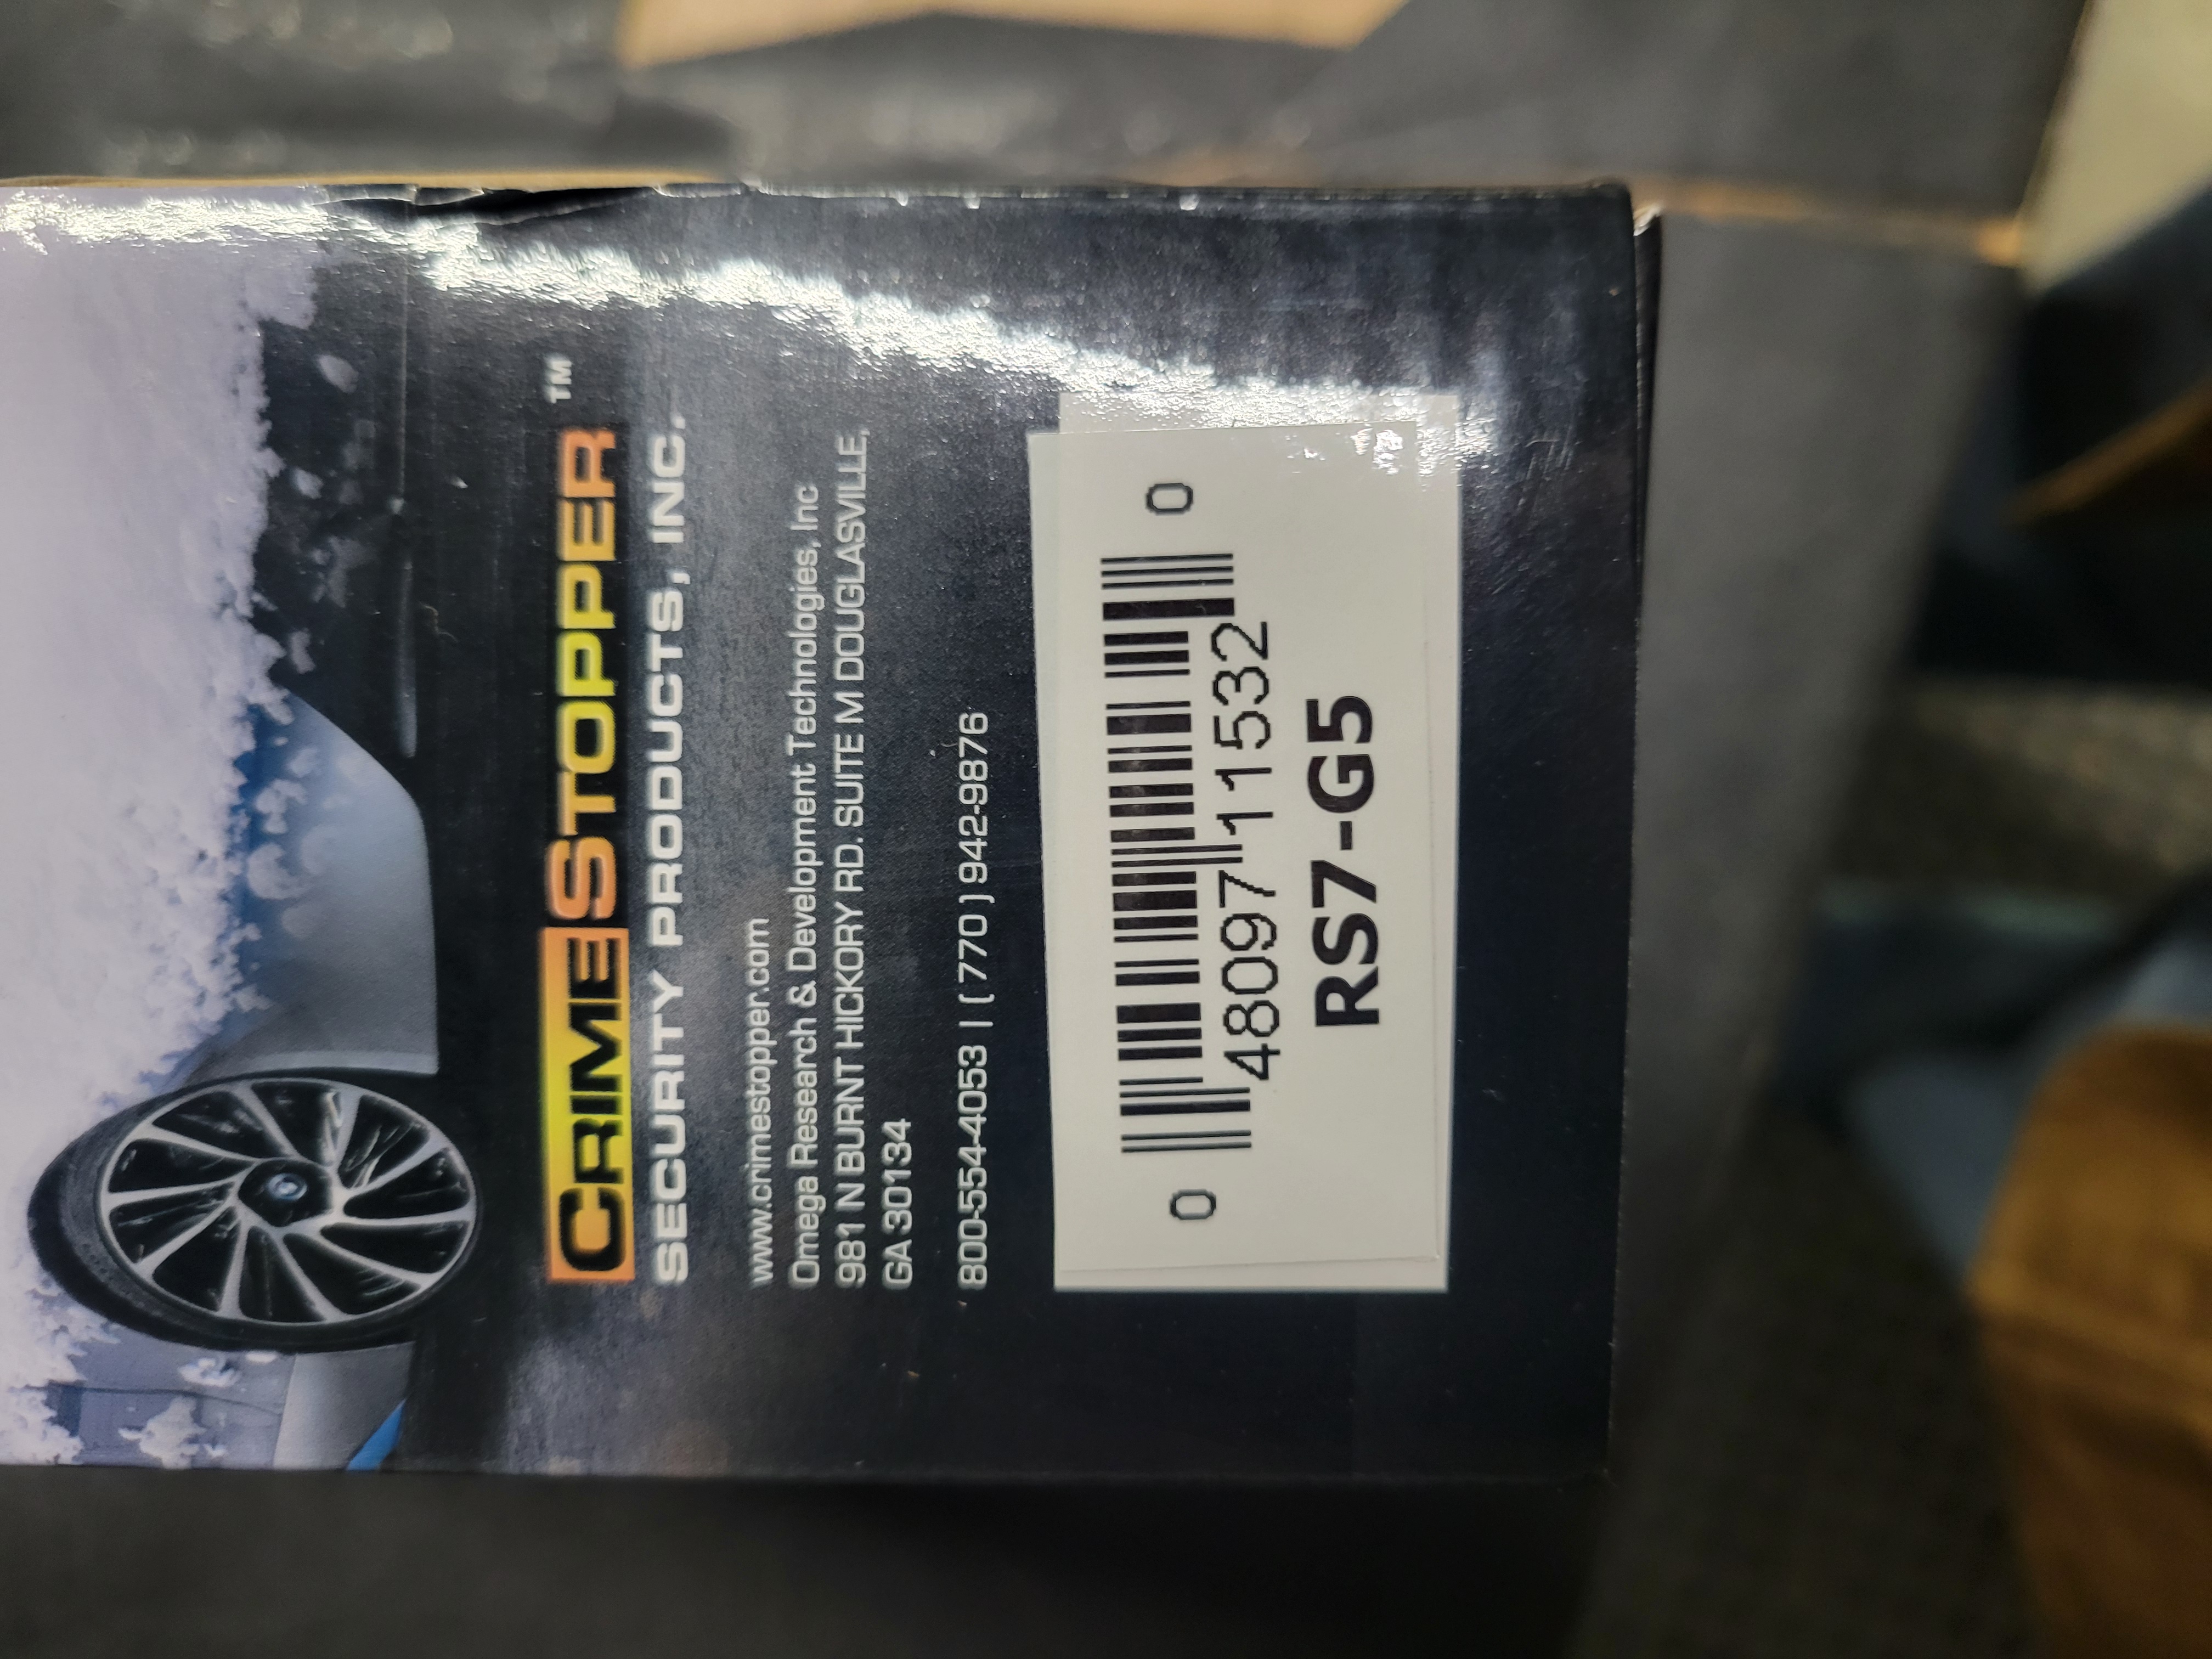 CRIMESTOPPER™
SECURITY PRODUCTS, INC.
www.crimestopper.com
Omega Research & Development Technologies, Inc
981 N BURNT HICKORY RD. SUITE M DOUGLASVILLE,
GA 30134
800-554-4053 | (770) 942-9876
0 48097 11532 0
RS7-G5